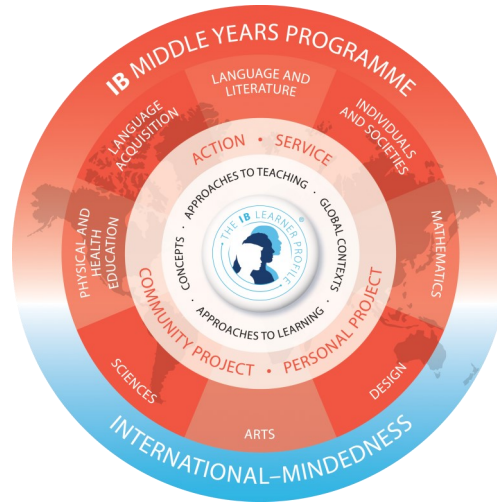 IB MIDDLE YEARS PROGRAMME
LANGUAGE AND
LITERATURE
INDIVIDUALS
AND SOCIETIES
MATHEMATICS
DESIGN
ARTS
SCIENCES
PHYSICAL AND
HEALTH
EDUCATION
LANGUAGE
ACQUISITION
ACTION • SERVICE
COMMUNITY PROJECT • PERSONAL PROJECT
APPROACHES TO TEACHING · GLOBAL CONTEXTS ·
APPROACHES TO LEARNING · CONCEPTS ·
THE IB LEARNER PROFILE
®
INTERNATIONAL–MINDEDNESS